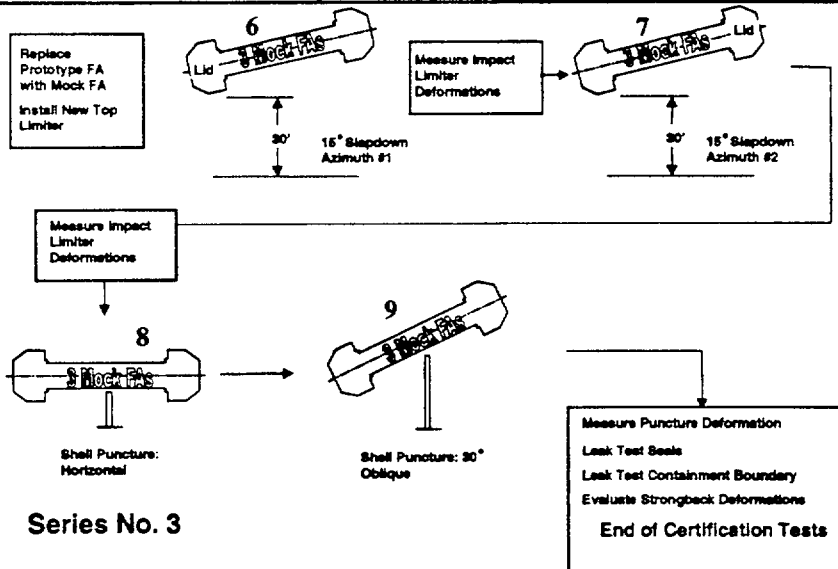 Replace
Prototype FA
with Mock FA
Install New Top
Limiter
6
Lid
3 Mock FAs
30'
15° Slapdown
Azimuth #1
Measure Impact
Limiter
Deformations
7
3 Mock FAs
Lid
30'
15° Slapdown
Azimuth #2
Measure Impact
Limiter
Deformations
8
3 Mock FAs
Shell Puncture:
Horizontal
9
3 Mock FAs
Shell Puncture: 30°
Oblique
Measure Puncture Deformation
Leak Test Seals
Leak Test Containment Boundary
Evaluate Strongback Deformations
End of Certification Tests
Series No. 3